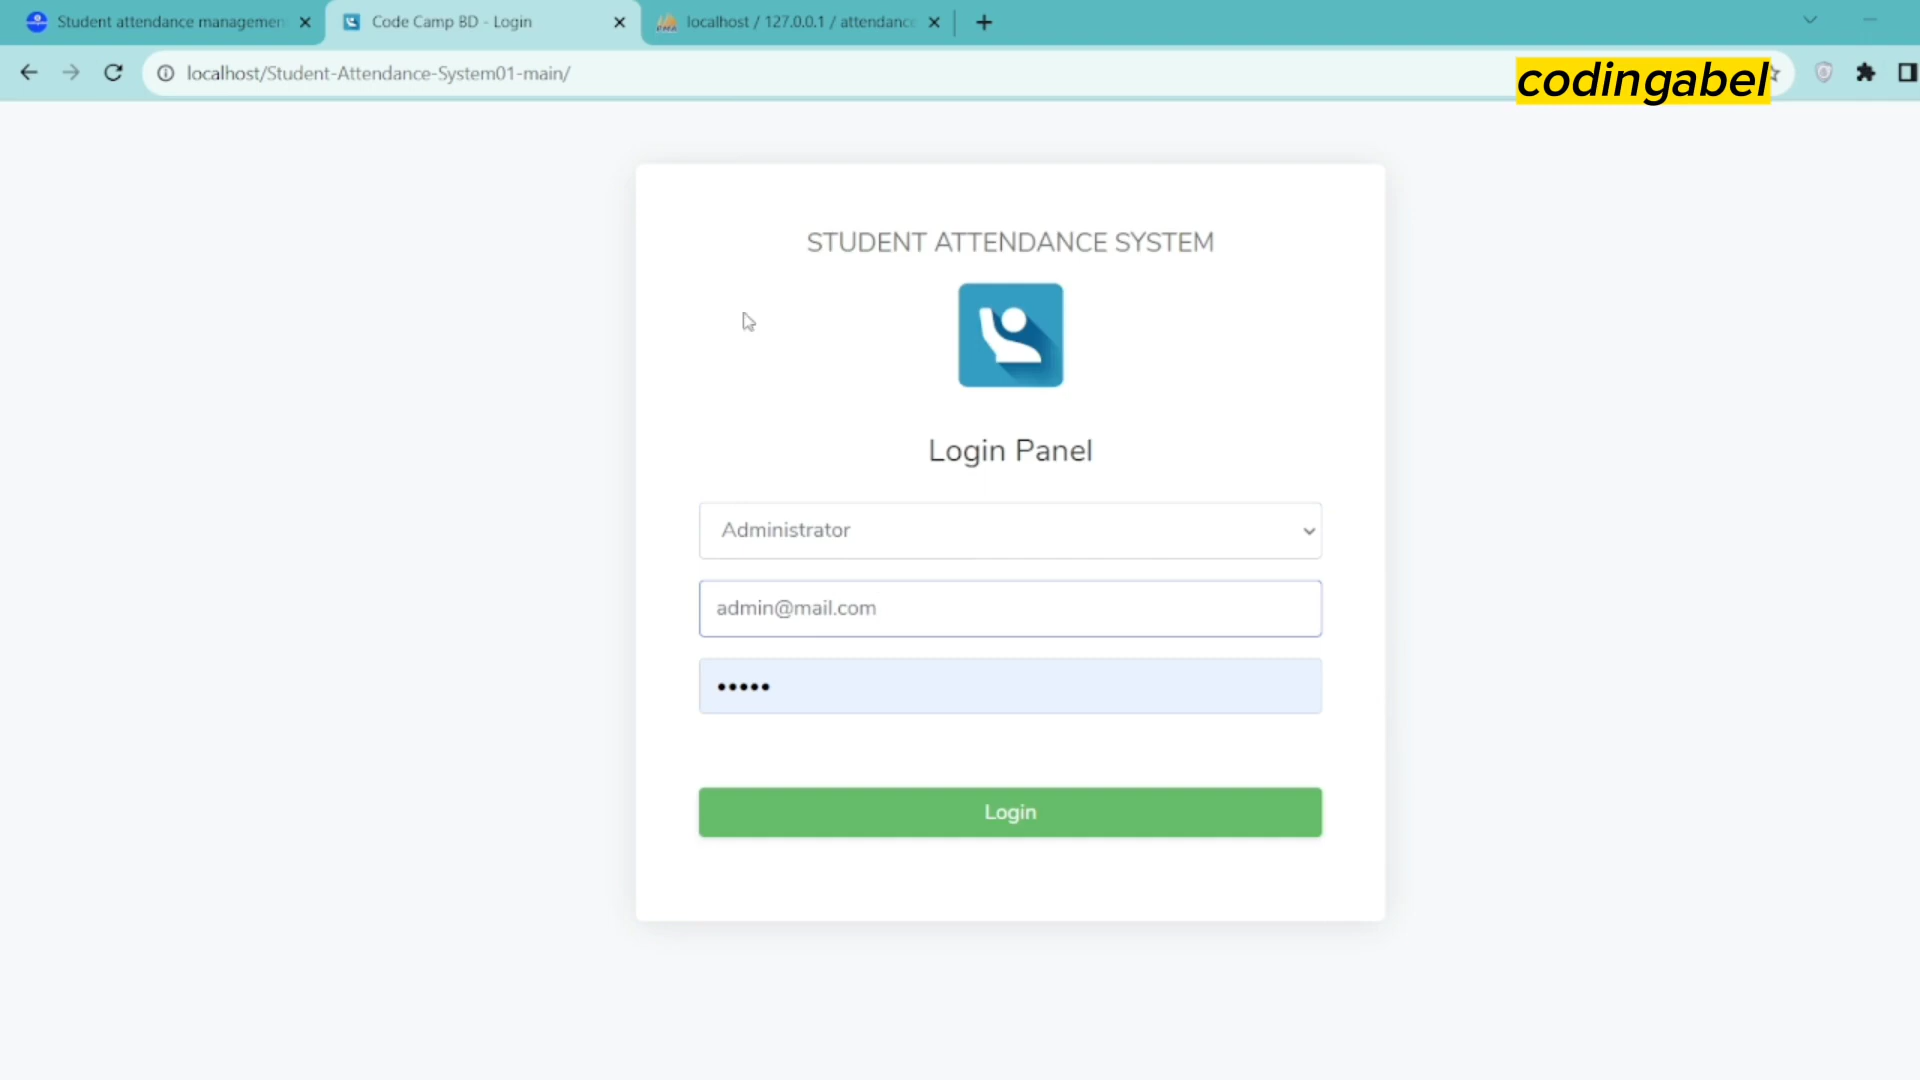 Student attendance managemen
Code Camp BD - Login
localhost / 127.0.0.1 / attendance
localhost/Student-Attendance-System01-main/
codingabel
STUDENT ATTENDANCE SYSTEM
Login Panel
Administrator
admin@mail.com
•••••
Login